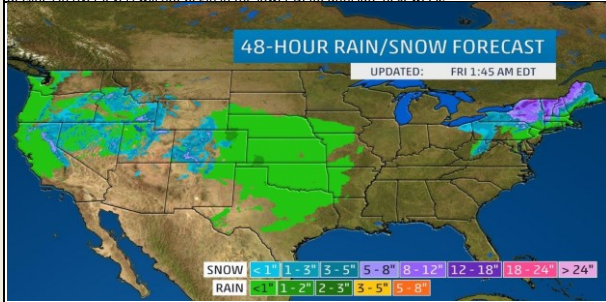 48-HOUR RAIN/SNOW FORECAST
UPDATED: FRI 1:45 AM EDT
SNOW < 1" 1 - 3" 3 - 5" 5 - 8" 8 - 12" 12 - 18" 18 - 24" > 24"
RAIN <1" 1 - 2" 2 - 3" 3 - 5" 5 - 8"